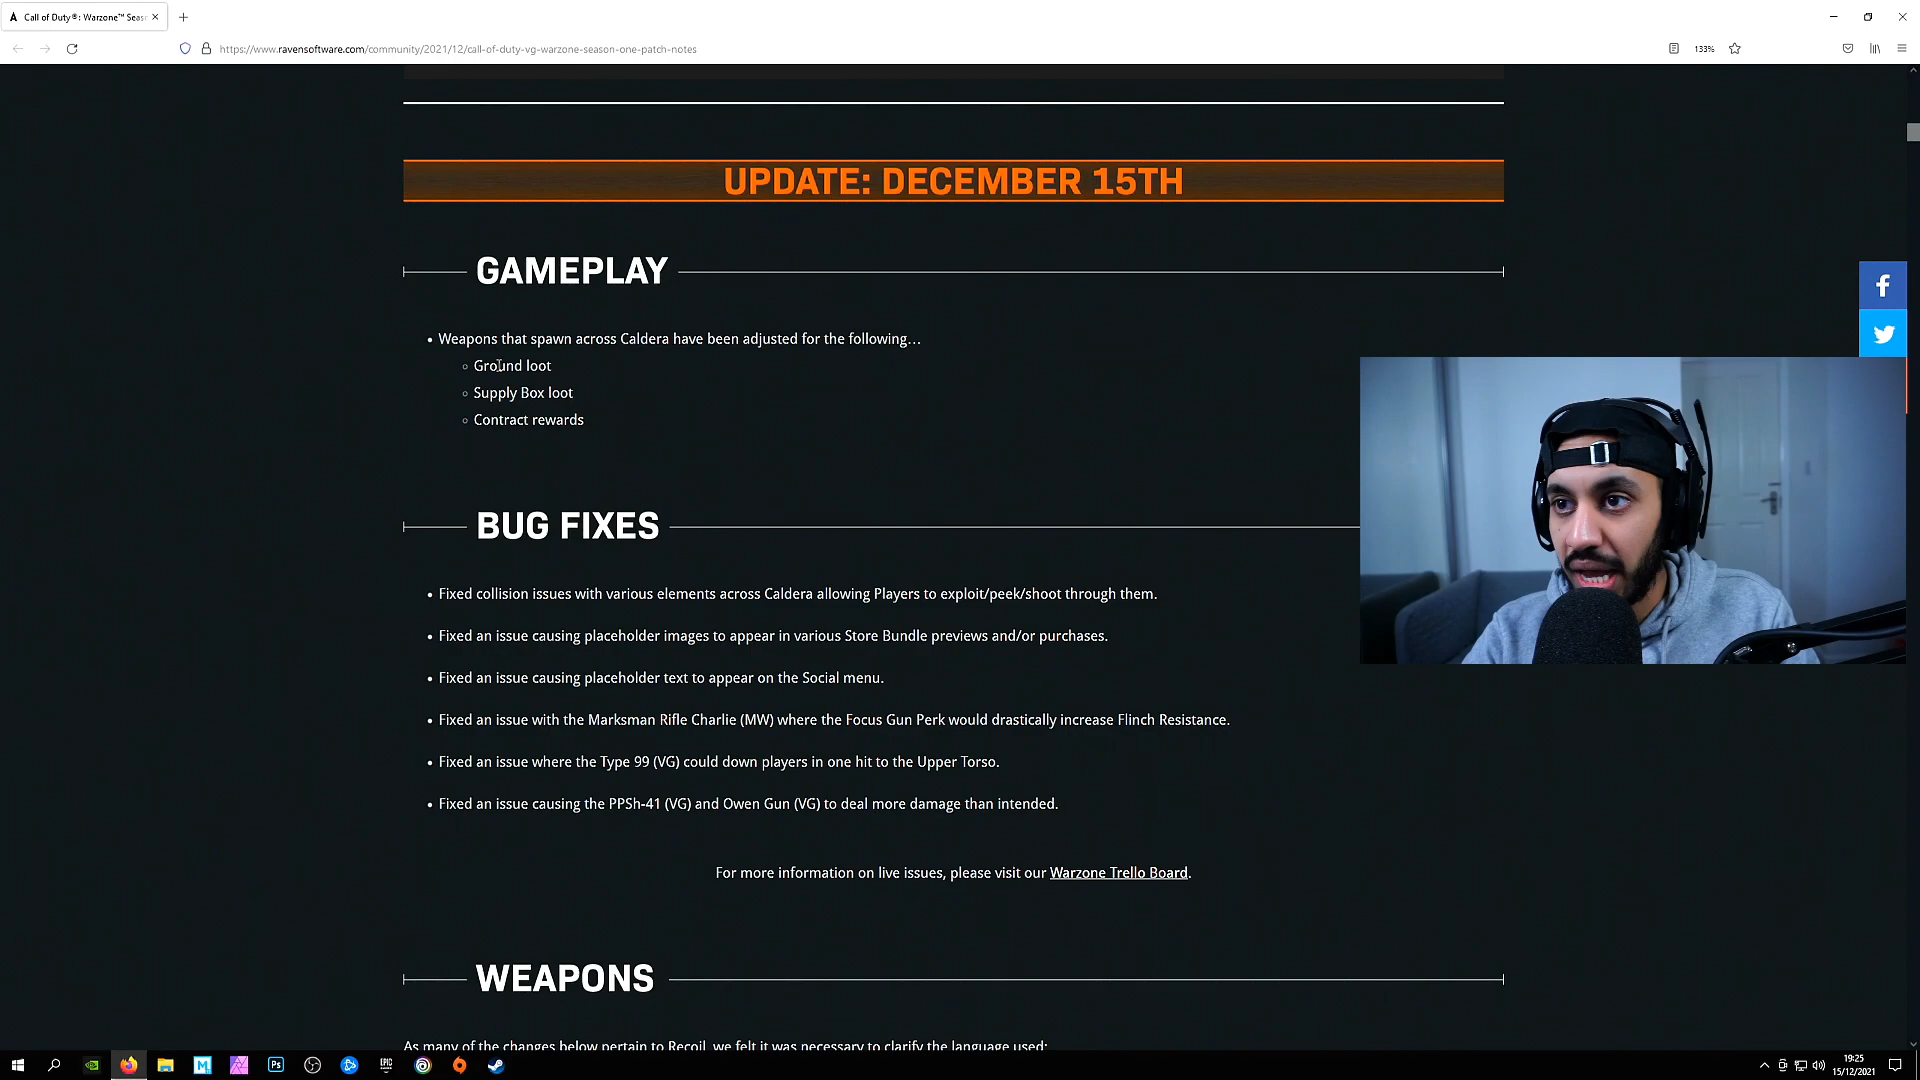 Call of Duty®: Warzone™ Seas
https://www.ravensoftware.com/community/2021/12/call-of-duty-vg-warzone-season-one-patch-notes
133%
UPDATE: DECEMBER 15TH
GAMEPLAY
• Weapons that spawn across Caldera have been adjusted for the following…
◦ Ground loot
◦ Supply Box loot
◦ Contract rewards
BUG FIXES
• Fixed collision issues with various elements across Caldera allowing Players to exploit/peek/shoot through them.
• Fixed an issue causing placeholder images to appear in various Store Bundle previews and/or purchases.
• Fixed an issue causing placeholder text to appear on the Social menu.
• Fixed an issue with the Marksman Rifle Charlie (MW) where the Focus Gun Perk would drastically increase Flinch Resistance.
• Fixed an issue where the Type 99 (VG) could down players in one hit to the Upper Torso.
• Fixed an issue causing the PPSh-41 (VG) and Owen Gun (VG) to deal more damage than intended.
For more information on live issues, please visit our Warzone Trello Board.
WEAPONS
As many of the changes below pertain to Recoil, we felt it was necessary to clarify the language used:
M
Ps
EPIC
19:25
15/12/2021